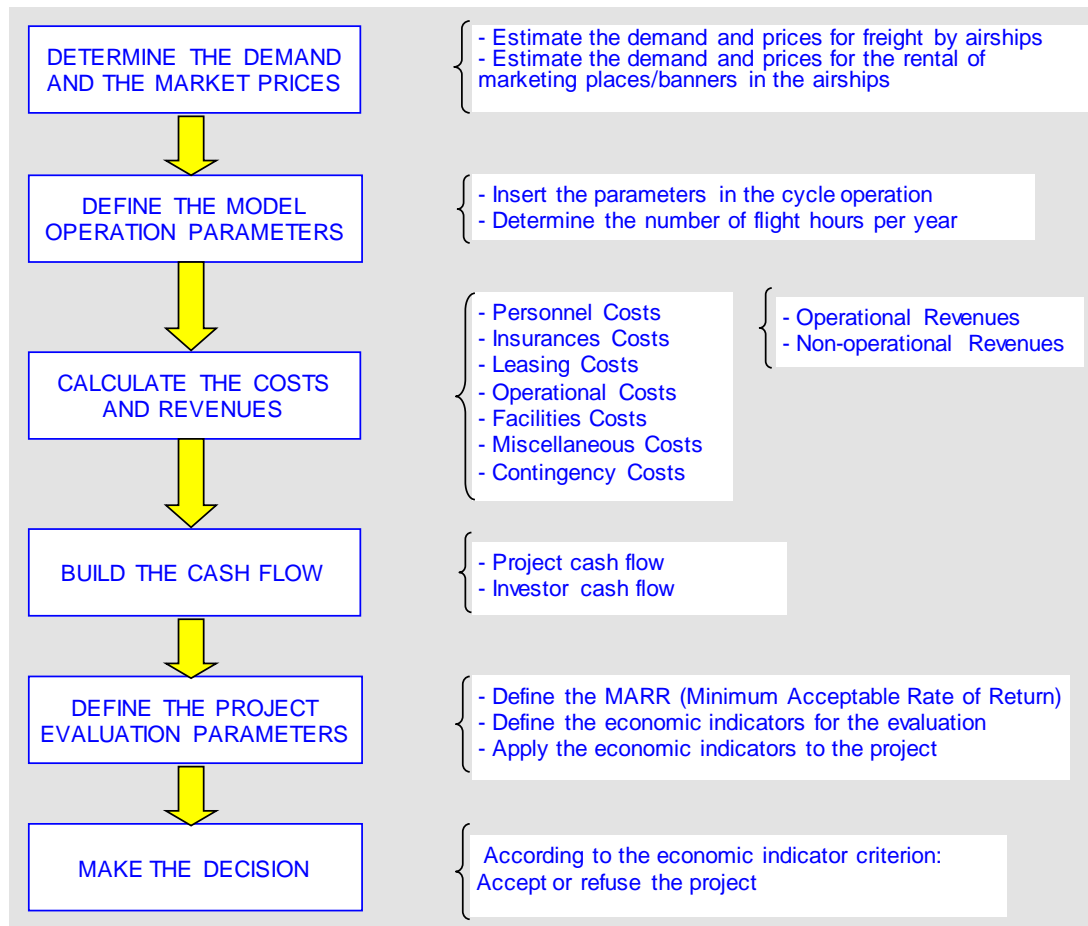 DETERMINE THE DEMAND
AND THE MARKET PRICES
- Estimate the demand and prices for freight by airships
- Estimate the demand and prices for the rental of
marketing places/banners in the airships
DEFINE THE MODEL
OPERATION PARAMETERS
- Insert the parameters in the cycle operation
- Determine the number of flight hours per year
CALCULATE THE COSTS
AND REVENUES
- Personnel Costs
- Insurances Costs
- Leasing Costs
- Operational Costs
- Facilities Costs
- Miscellaneous Costs
- Contingency Costs
- Operational Revenues
- Non-operational Revenues
BUILD THE CASH FLOW
- Project cash flow
- Investor cash flow
DEFINE THE PROJECT
EVALUATION PARAMETERS
- Define the MARR (Minimum Acceptable Rate of Return)
- Define the economic indicators for the evaluation
- Apply the economic indicators to the project
MAKE THE DECISION
According to the economic indicator criterion:
Accept or refuse the project